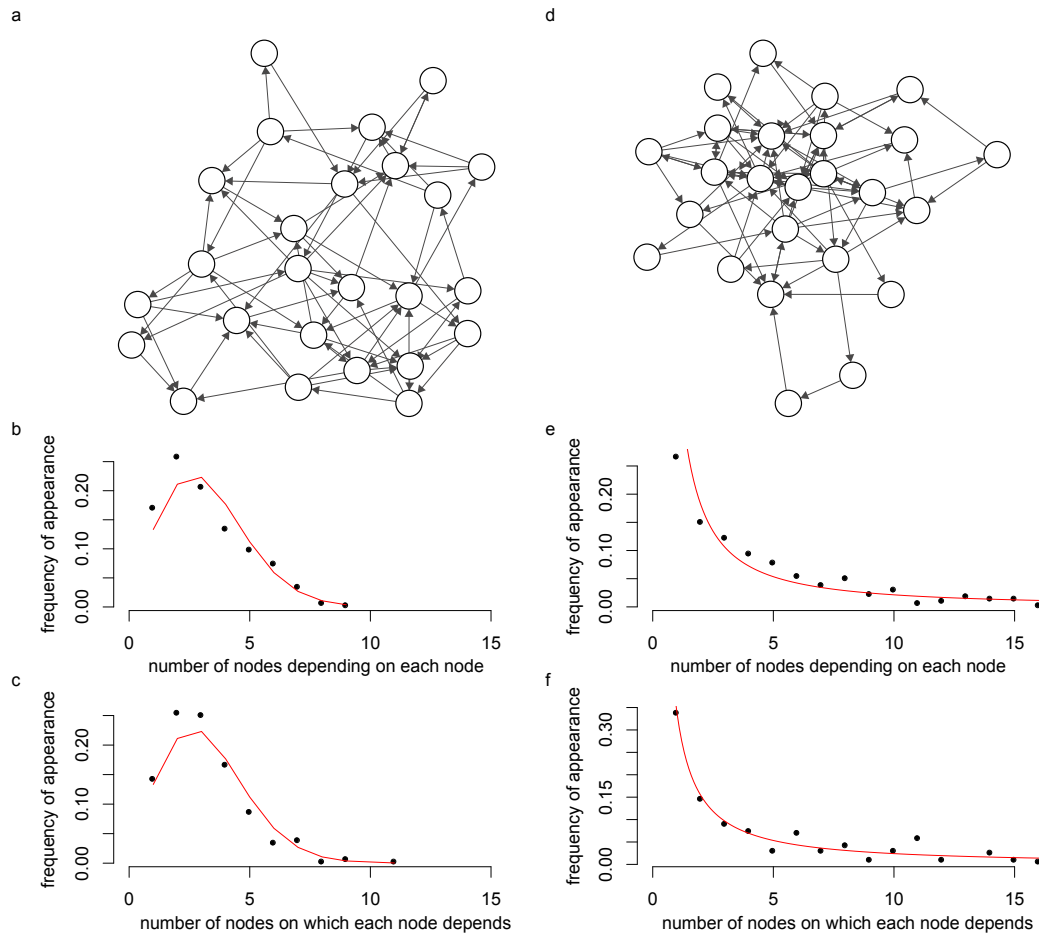 a
d
b
frequency of appearance
0.00 0.10 0.20
0 5 10 15
number of nodes depending on each node
e
frequency of appearance
0.00 0.10 0.20
0 5 10 15
number of nodes depending on each node
c
frequency of appearance
0.00 0.10 0.20
0 5 10 15
number of nodes on which each node depends
f
frequency of appearance
0.00 0.15 0.30
0 5 10 15
number of nodes on which each node depends